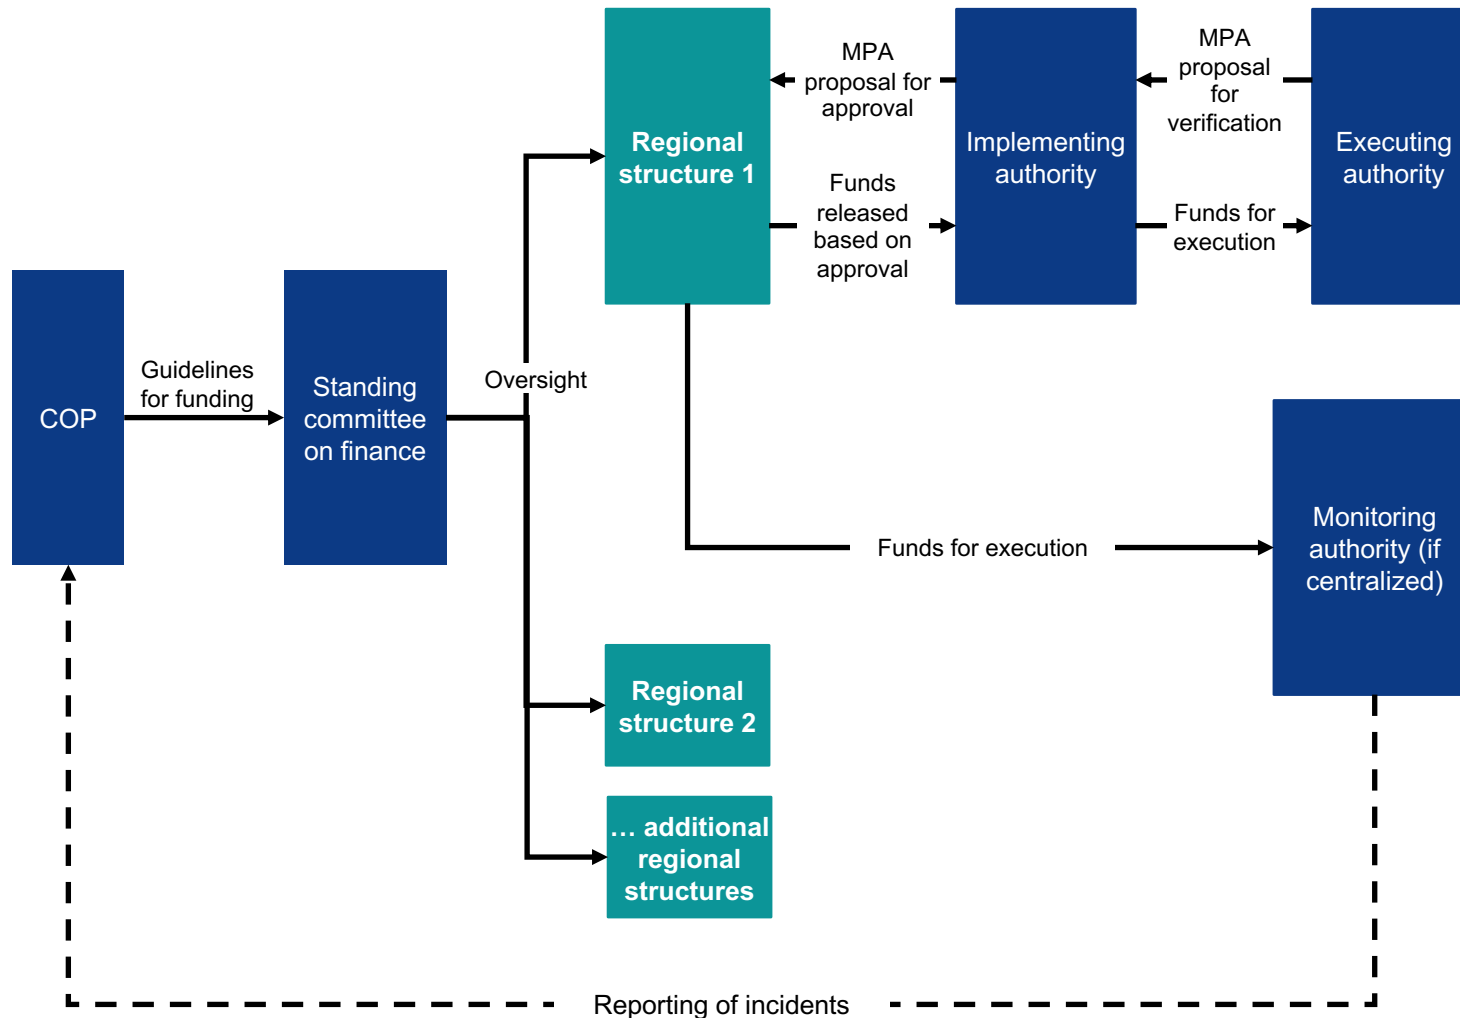 COP
Guidelines
for funding
Standing
committee
on finance
Oversight
Regional
structure 1
MPA
proposal for
approval
Funds
released
based on
approval
Implementing
authority
MPA
proposal
for
verification
Funds for
execution
Executing
authority
Funds for execution
Monitoring
authority (if
centralized)
Regional
structure 2
… additional
regional
structures
Reporting of incidents